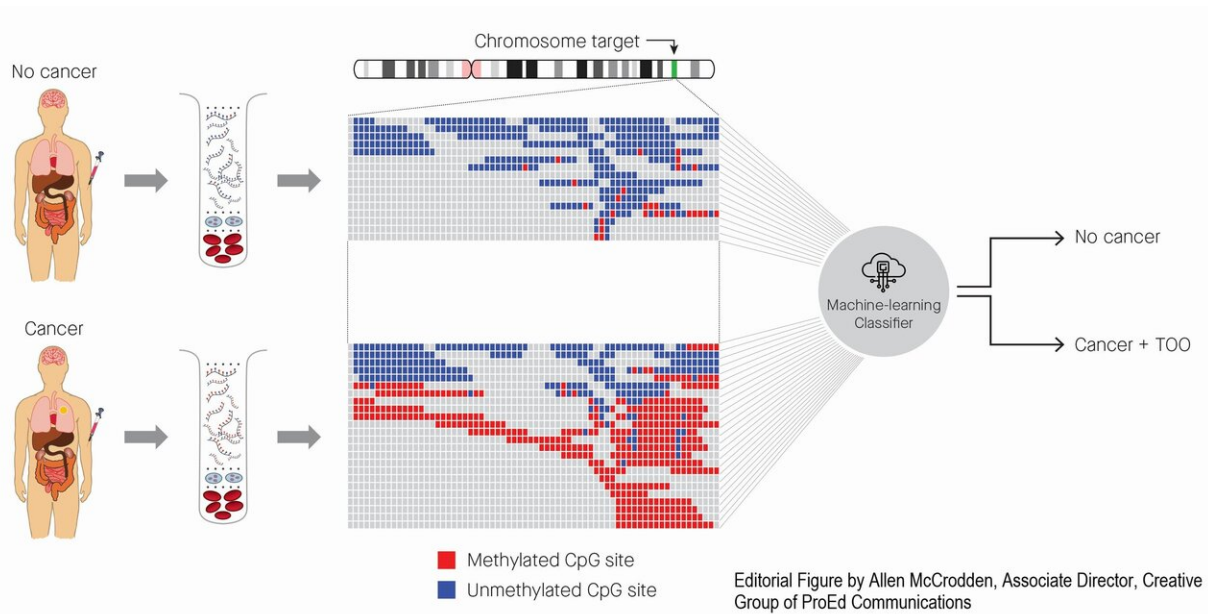 Chromosome target
No cancer
Cancer
Machine-learning
Classifier
No cancer
Cancer + TOO
Methylated CpG site
Unmethylated CpG site
Editorial Figure by Allen McCrodden, Associate Director, Creative
Group of ProEd Communications